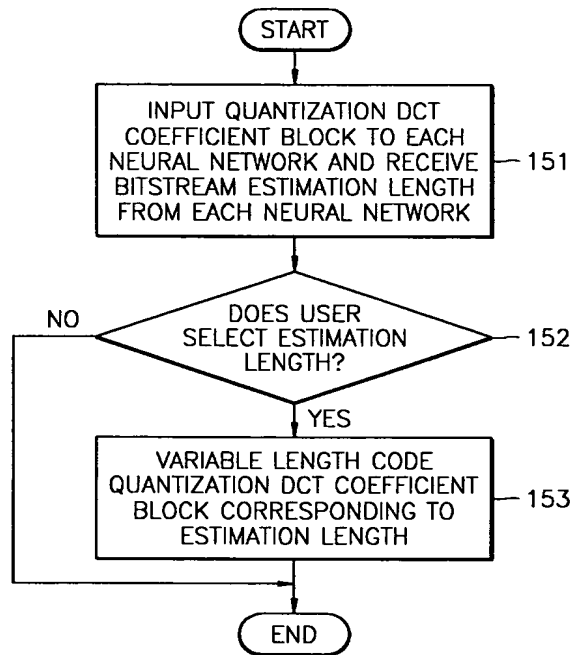 START
INPUT QUANTIZATION DCT
COEFFICIENT BLOCK TO EACH
NEURAL NETWORK AND RECEIVE
BITSTREAM ESTIMATION LENGTH
FROM EACH NEURAL NETWORK
151
DOES USER
SELECT ESTIMATION
LENGTH?
NO
152
YES
VARIABLE LENGTH CODE
QUANTIZATION DCT COEFFICIENT
BLOCK CORRESPONDING TO
ESTIMATION LENGTH
153
END